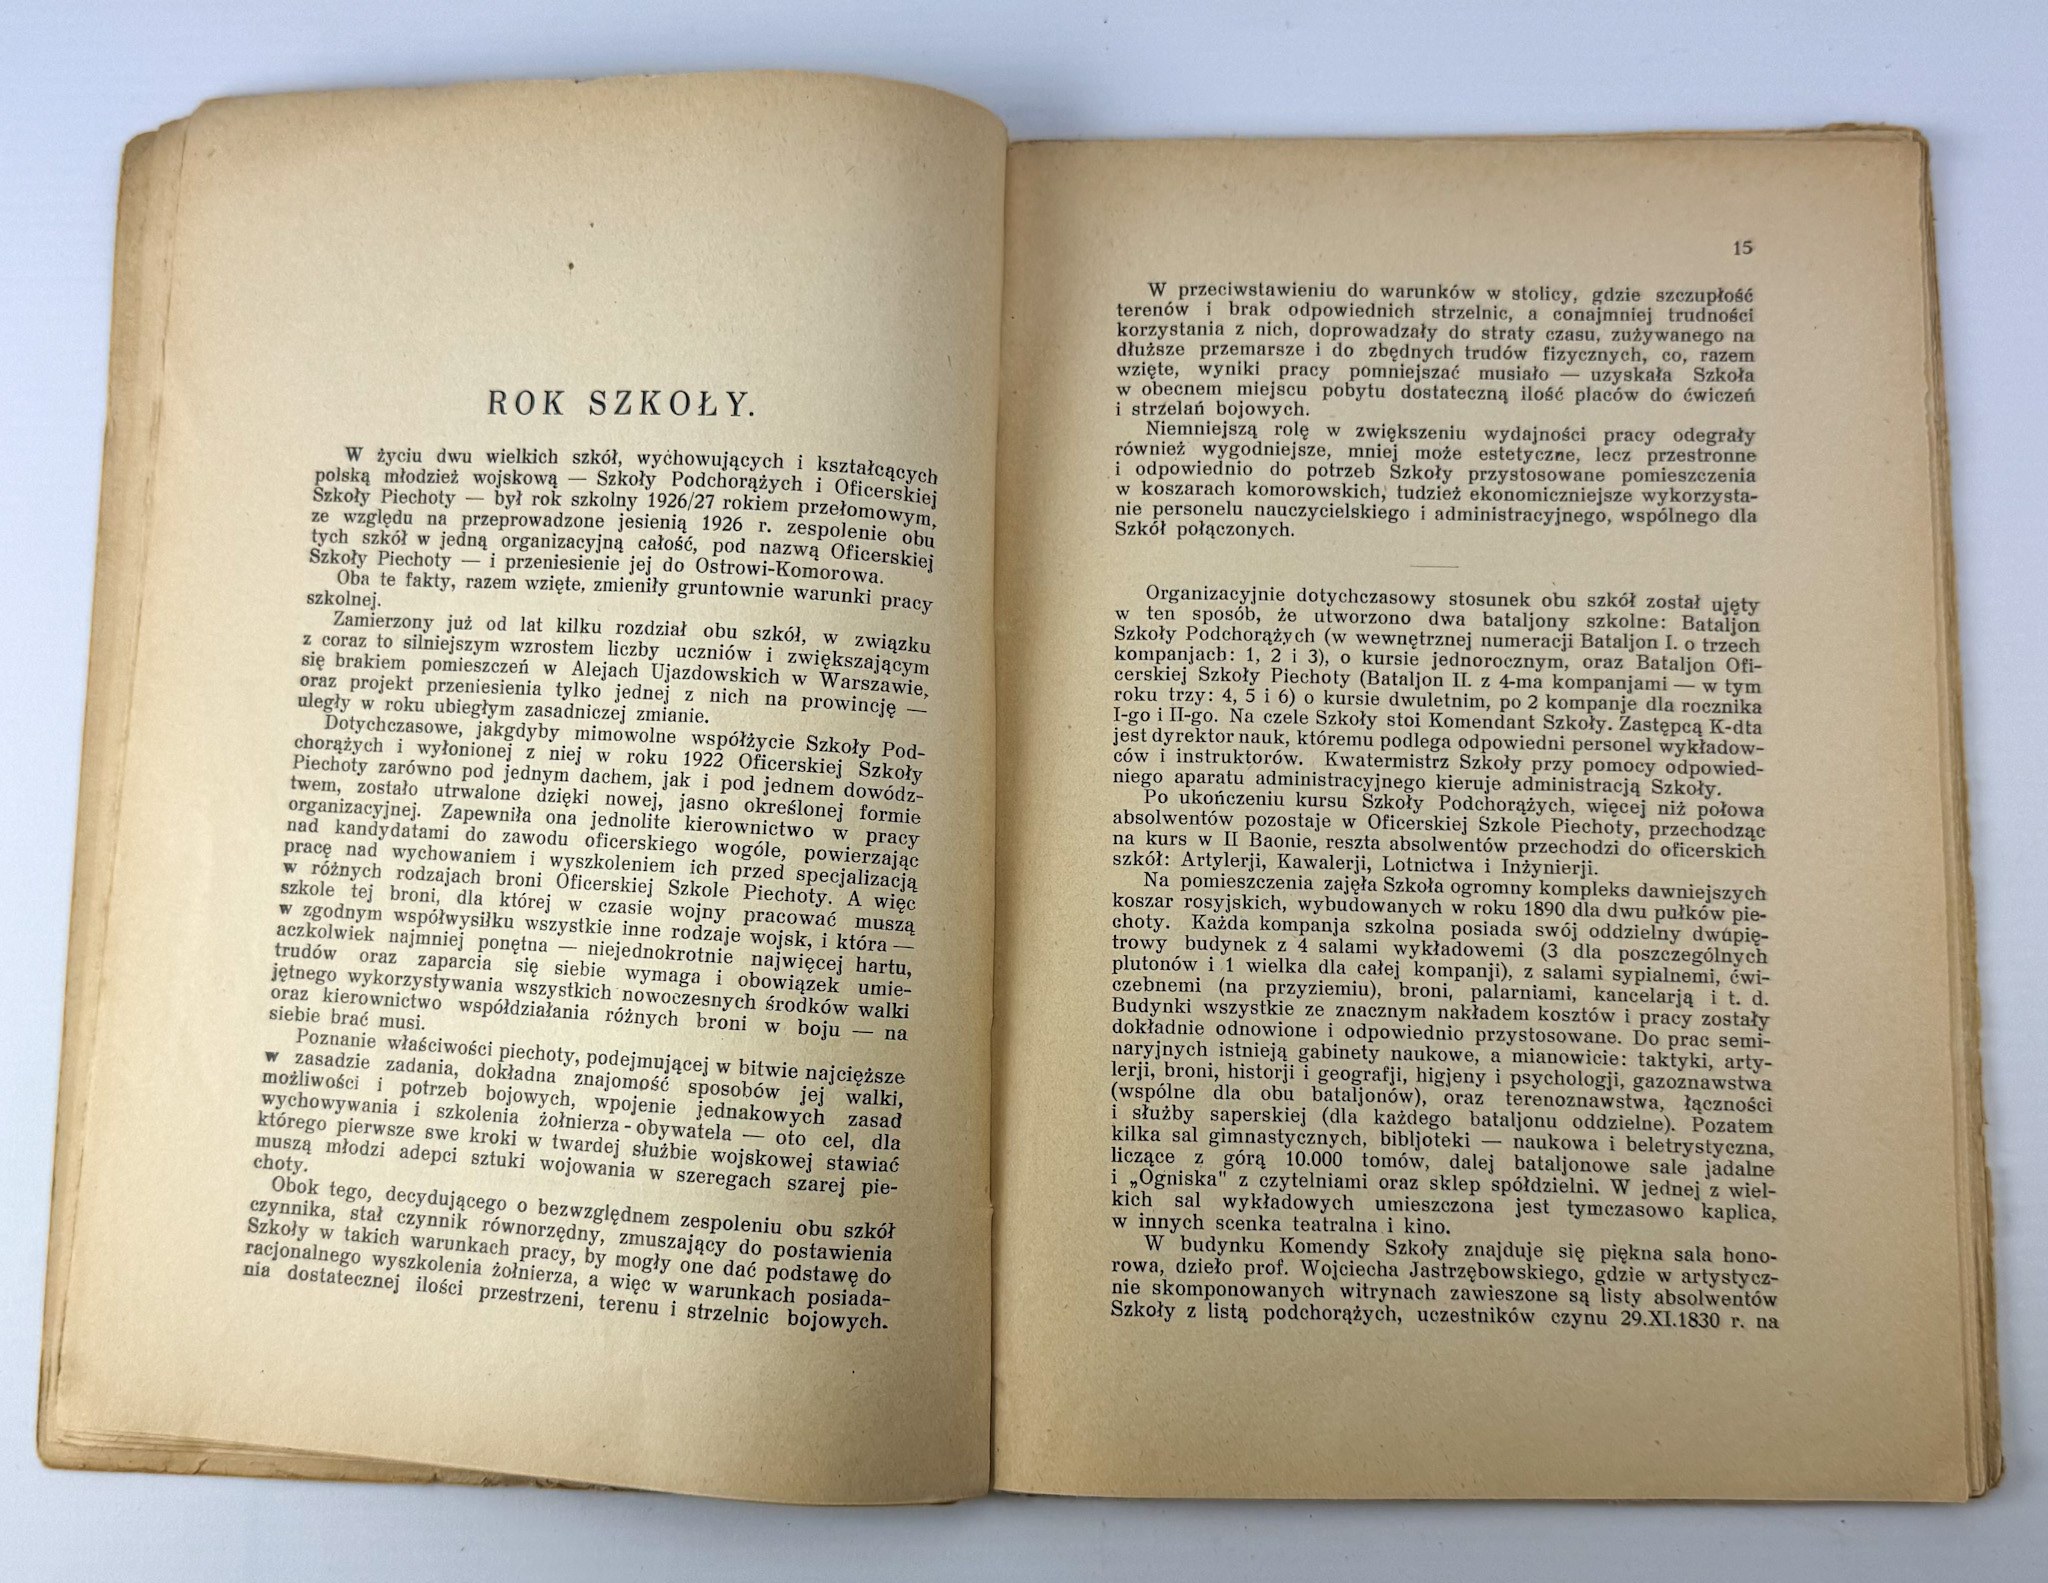 ROK SZKOŁY.
W życiu dwu wielkich szkół, wychowujących i kształcących
polską młodzież wojskową — Szkoły Podchorążych i Oficerskiej
Szkoły Piechoty — był rok szkolny 1926/27 rokiem przełomowym,
ze względu na przeprowadzone jesienią 1926 r. zespolenie obu
tych szkół w jedną organizacyjną całość, pod nazwą Oficerskiej
Szkoły Piechoty — i przeniesienie jej do Ostrowi-Komorowa.
Oba te fakty, razem wzięte, zmieniły gruntownie warunki pracy
szkolnej.
Zamierzony już od lat kilku rozdział obu szkół, w związku
z coraz to silniejszym wzrostem liczby uczniów i zwiększającym
się brakiem pomieszczeń w Alejach Ujazdowskich w Warszawie,
oraz projekt przeniesienia tylko jednej z nich na prowincję —
uległy w roku ubiegłym zasadniczej zmianie.
Dotychczasowe, jakgdyby mimowolne współżycie Szkoły Pod-
chorążych i wyłonionej z niej w roku 1922 Oficerskiej Szkoły
Piechoty zarówno pod jednym dachem, jak i pod jednem dowódz-
twem, zostało utrwalone dzięki nowej, jasno określonej formie
organizacyjnej. Zapewniła ona jednolite kierownictwo w pracy
nad kandydatami do zawodu oficerskiego wogóle, powierzając
pracę nad wychowaniem i wyszkoleniem ich przed specjalizacją
w różnych rodzajach broni Oficerskiej Szkole Piechoty. A więc
szkole tej broni, dla której w czasie wojny pracować muszą
w zgodnym współwysiłku wszystkie inne rodzaje wojsk, i która —
aczkolwiek najmniej ponętna — niejednokrotnie najwięcej hartu,
trudów oraz zaparcia się siebie wymaga i obowiązek umie-
jętnego wykorzystywania wszystkich nowoczesnych środków walki
oraz kierownictwo współdziałania różnych broni w boju — na
siebie brać musi.
Poznanie właściwości piechoty, podejmującej w bitwie najcięższe
w zasadzie zadania, dokładna znajomość sposobów jej walki,
możliwości i potrzeb bojowych, wpojenie jednakowych zasad
wychowywania i szkolenia żołnierza-obywatela — oto cel, dla
którego pierwsze swe kroki w twardej służbie wojskowej stawiać
muszą młodzi adepci sztuki wojowania w szeregach szarej pie-
choty.
Obok tego, decydującego o bezwzględnem zespoleniu obu szkół
czynnika, stał czynnik równorzędny, zmuszający do postawienia
Szkoły w takich warunkach pracy, by mogły one dać podstawę do
racjonalnego wyszkolenia żołnierza, a więc w warunkach posiada-
nia dostatecznej ilości przestrzeni, terenu i strzelnic bojowych.
15
W przeciwstawieniu do warunków w stolicy, gdzie szczupłość
terenów i brak odpowiednich strzelnic, a conajmniej trudności
korzystania z nich, doprowadzały do straty czasu, zużywanego na
dłuższe przemarsze i do zbędnych trudów fizycznych, co, razem
wzięte, wyniki pracy pomniejszać musiało — uzyskała Szkoła
w obecnem miejscu pobytu dostateczną ilość placów do ćwiczeń
i strzelań bojowych.
Niemniejszą rolę w zwiększeniu wydajności pracy odegrały
również wygodniejsze, mniej może estetyczne, lecz przestronne
i odpowiednio do potrzeb Szkoły przystosowane pomieszczenia
w koszarach komorowskich, tudzież ekonomiczniejsze wykorzysta-
nie personelu nauczycielskiego i administracyjnego, wspólnego dla
Szkół połączonych.
Organizacyjnie dotychczasowy stosunek obu szkół został ujęty
w ten sposób, że utworzono dwa bataljony szkolne: Bataljon
Szkoły Podchorążych (w wewnętrznej numeracji Bataljon I. o trzech
kompanjach: 1, 2 i 3), o kursie jednorocznym, oraz Bataljon Ofi-
cerskiej Szkoły Piechoty (Bataljon II. z 4-ma kompanjami — w tym
roku trzy: 4, 5 i 6) o kursie dwuletnim, po 2 kompanje dla rocznika
I-go i II-go. Na czele Szkoły stoi Komendant Szkoły. Zastępcą K-dta
jest dyrektor nauk, któremu podlega odpowiedni personel wykładow-
ców i instruktorów. Kwatermistrz Szkoły przy pomocy odpowied-
niego aparatu administracyjnego kieruje administracją Szkoły.
Po ukończeniu kursu Szkoły Podchorążych, więcej niż połowa
absolwentów pozostaje w Oficerskiej Szkole Piechoty, przechodząc
na kurs w II Baonie, reszta absolwentów przechodzi do oficerskich
szkół: Artylerji, Kawalerji, Lotnictwa i Inżynierji.
Na pomieszczenia zajęła Szkoła ogromny kompleks dawniejszych
koszar rosyjskich, wybudowanych w roku 1890 dla dwu pułków pie-
choty. Każda kompanja szkolna posiada swój oddzielny dwupię-
trowy budynek z 4 salami wykładowemi (3 dla poszczególnych
plutonów i 1 wielka dla całej kompanji), z salami sypialnemi, ćwi-
czebnemi (na przyziemiu), broni, palarniami, kancelarją i t. d.
Budynki wszystkie ze znacznym nakładem kosztów i pracy zostały
dokładnie odnowione i odpowiednio przystosowane. Do prac semi-
naryjnych istnieją gabinety naukowe, a mianowicie: taktyki, arty-
lerji, broni, historji i geografji, higjeny i psychologji, gazoznawstwa
(wspólne dla obu bataljonów), oraz terenoznawstwa, łączności
i służby saperskiej (dla każdego bataljonu oddzielne). Pozatem
kilka sal gimnastycznych, bibljoteki — naukowa i beletrystyczna,
liczące z górą 10.000 tomów, dalej bataljonowe sale jadalne
i „Ogniska" z czytelniami oraz sklep spółdzielni. W jednej z wiel-
kich sal wykładowych umieszczona jest tymczasowo kaplica,
w innych scenka teatralna i kino.
W budynku Komendy Szkoły znajduje się piękna sala hono-
rowa, dzieło prof. Wojciecha Jastrzębowskiego, gdzie w artystycz-
nie skomponowanych witrynach zawieszone są listy absolwentów
Szkoły z listą podchorążych, uczestników czynu 29.XI.1830 r. na